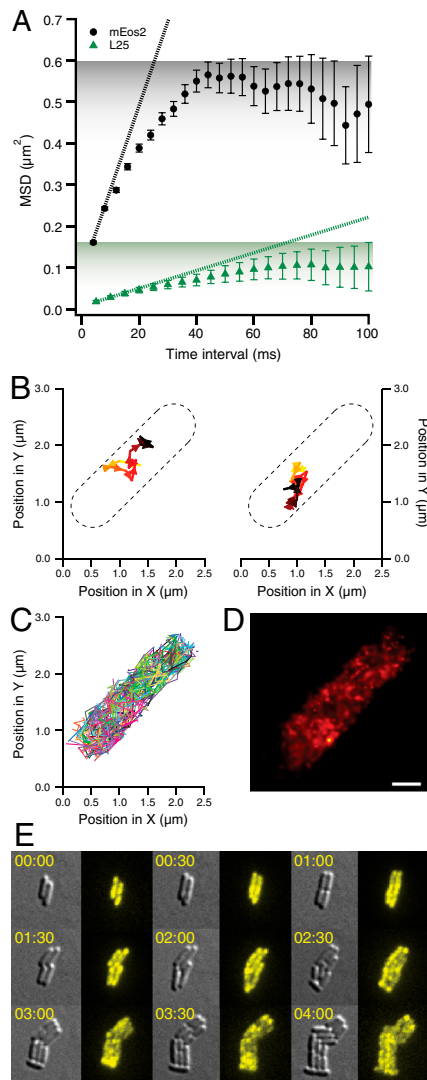 A
mEos2
L25
0.7
0.6
0.5
0.4
0.3
0.2
0.1
0.0
MSD (µm²)
0 20 40 60 80 100
Time interval (ms)
B
3.0
2.0
1.0
0.0
Position in Y (µm)
0.0 0.5 1.0 1.5 2.0 2.5
Position in X (µm)
3.0
2.0
1.0
0.0
Position in Y (µm)
0.0 0.5 1.0 1.5 2.0 2.5
Position in X (µm)
C
3.0
2.0
1.0
0.0
Position in Y (µm)
0.0 0.5 1.0 1.5 2.0 2.5
Position in X (µm)
D
E
00:00 00:30 01:00
01:30 02:00 02:30
03:00 03:30 04:00